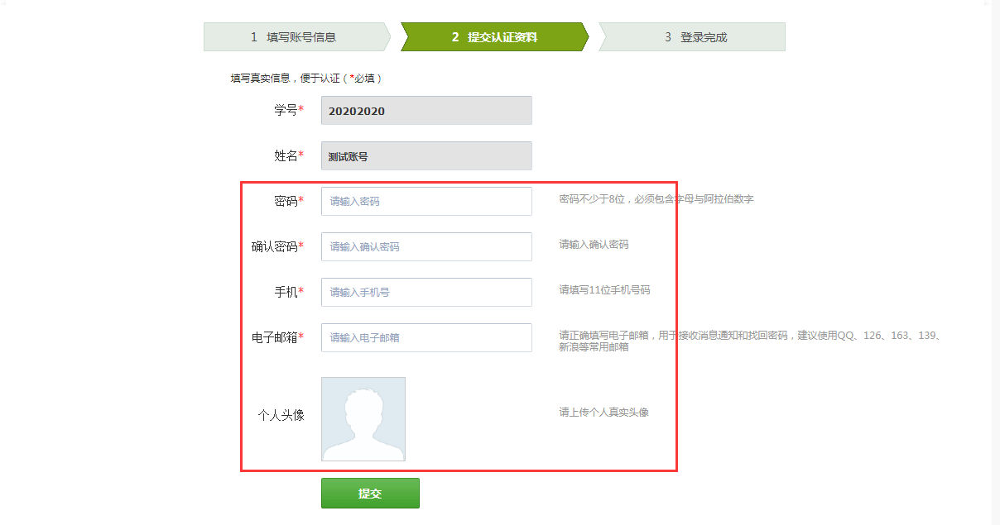 1 填写账号信息
2 提交认证资料
3 登录完成
填写真实信息，便于认证（*必填）
学号* 20202020
姓名* 测试账号
密码* 请输入密码 密码不少于8位，必须包含字母与阿拉伯数字
确认密码* 请输入确认密码 请输入确认密码
手机* 请输入手机号 请填写11位手机号码
电子邮箱* 请输入电子邮箱 请正确填写电子邮箱，用于接收消息通知和找回密码，建议使用QQ、126、163、139、
新浪等常用邮箱
个人头像 请上传个人真实头像
提交